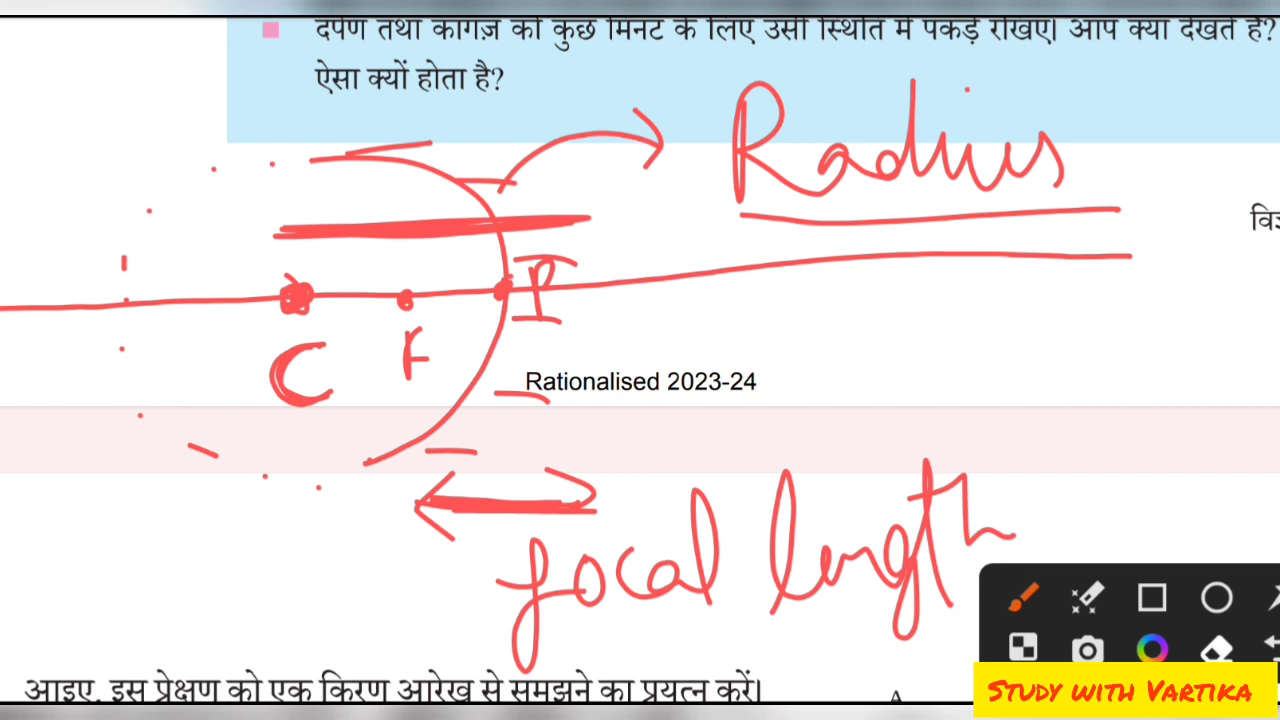 दर्पण तथा कागज़ को कुछ मिनट के लिए उसी स्थिति में पकड़े रखिए। आप क्या देखते हैं?
ऐसा क्यों होता है?
Radius
P
C F
Rationalised 2023-24
focal length
आइए, इस प्रेक्षण को एक किरण आरेख से समझने का प्रयत्न करें।
STUDY WITH VARTIKA